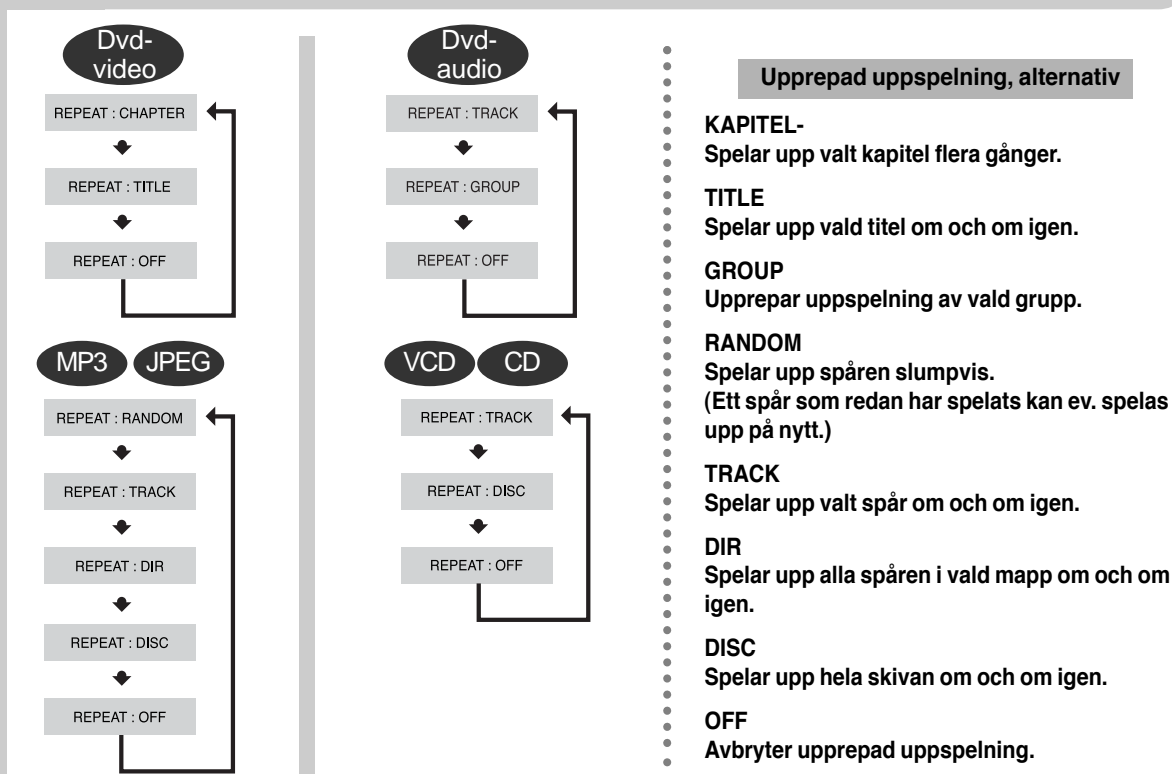 Dvd-
video
REPEAT : CHAPTER
REPEAT : TITLE
REPEAT : OFF
MP3
JPEG
REPEAT : RANDOM
REPEAT : TRACK
REPEAT : DIR
REPEAT : DISC
REPEAT : OFF
Dvd-
audio
REPEAT : TRACK
REPEAT : GROUP
REPEAT : OFF
VCD
CD
REPEAT : TRACK
REPEAT : DISC
REPEAT : OFF
Upprepad uppspelning, alternativ
KAPITEL-
Spelar upp valt kapitel flera gånger.
TITLE
Spelar upp vald titel om och om igen.
GROUP
Upprepar uppspelning av vald grupp.
RANDOM
Spelar upp spåren slumpvis.
(Ett spår som redan har spelats kan ev. spelas
upp på nytt.)
TRACK
Spelar upp valt spår om och om igen.
DIR
Spelar upp alla spåren i vald mapp om och om
igen.
DISC
Spelar upp hela skivan om och om igen.
OFF
Avbryter upprepad uppspelning.